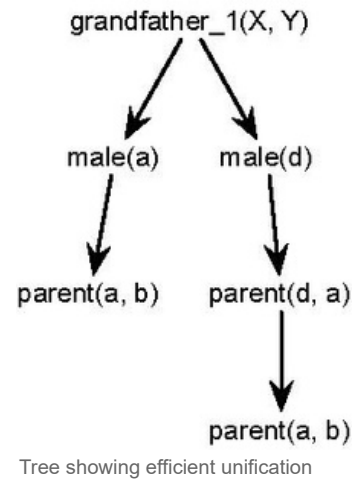 grandfather_1(X, Y)
male(a) male(d)
parent(a, b) parent(d, a)
parent(a, b)
Tree showing efficient unification